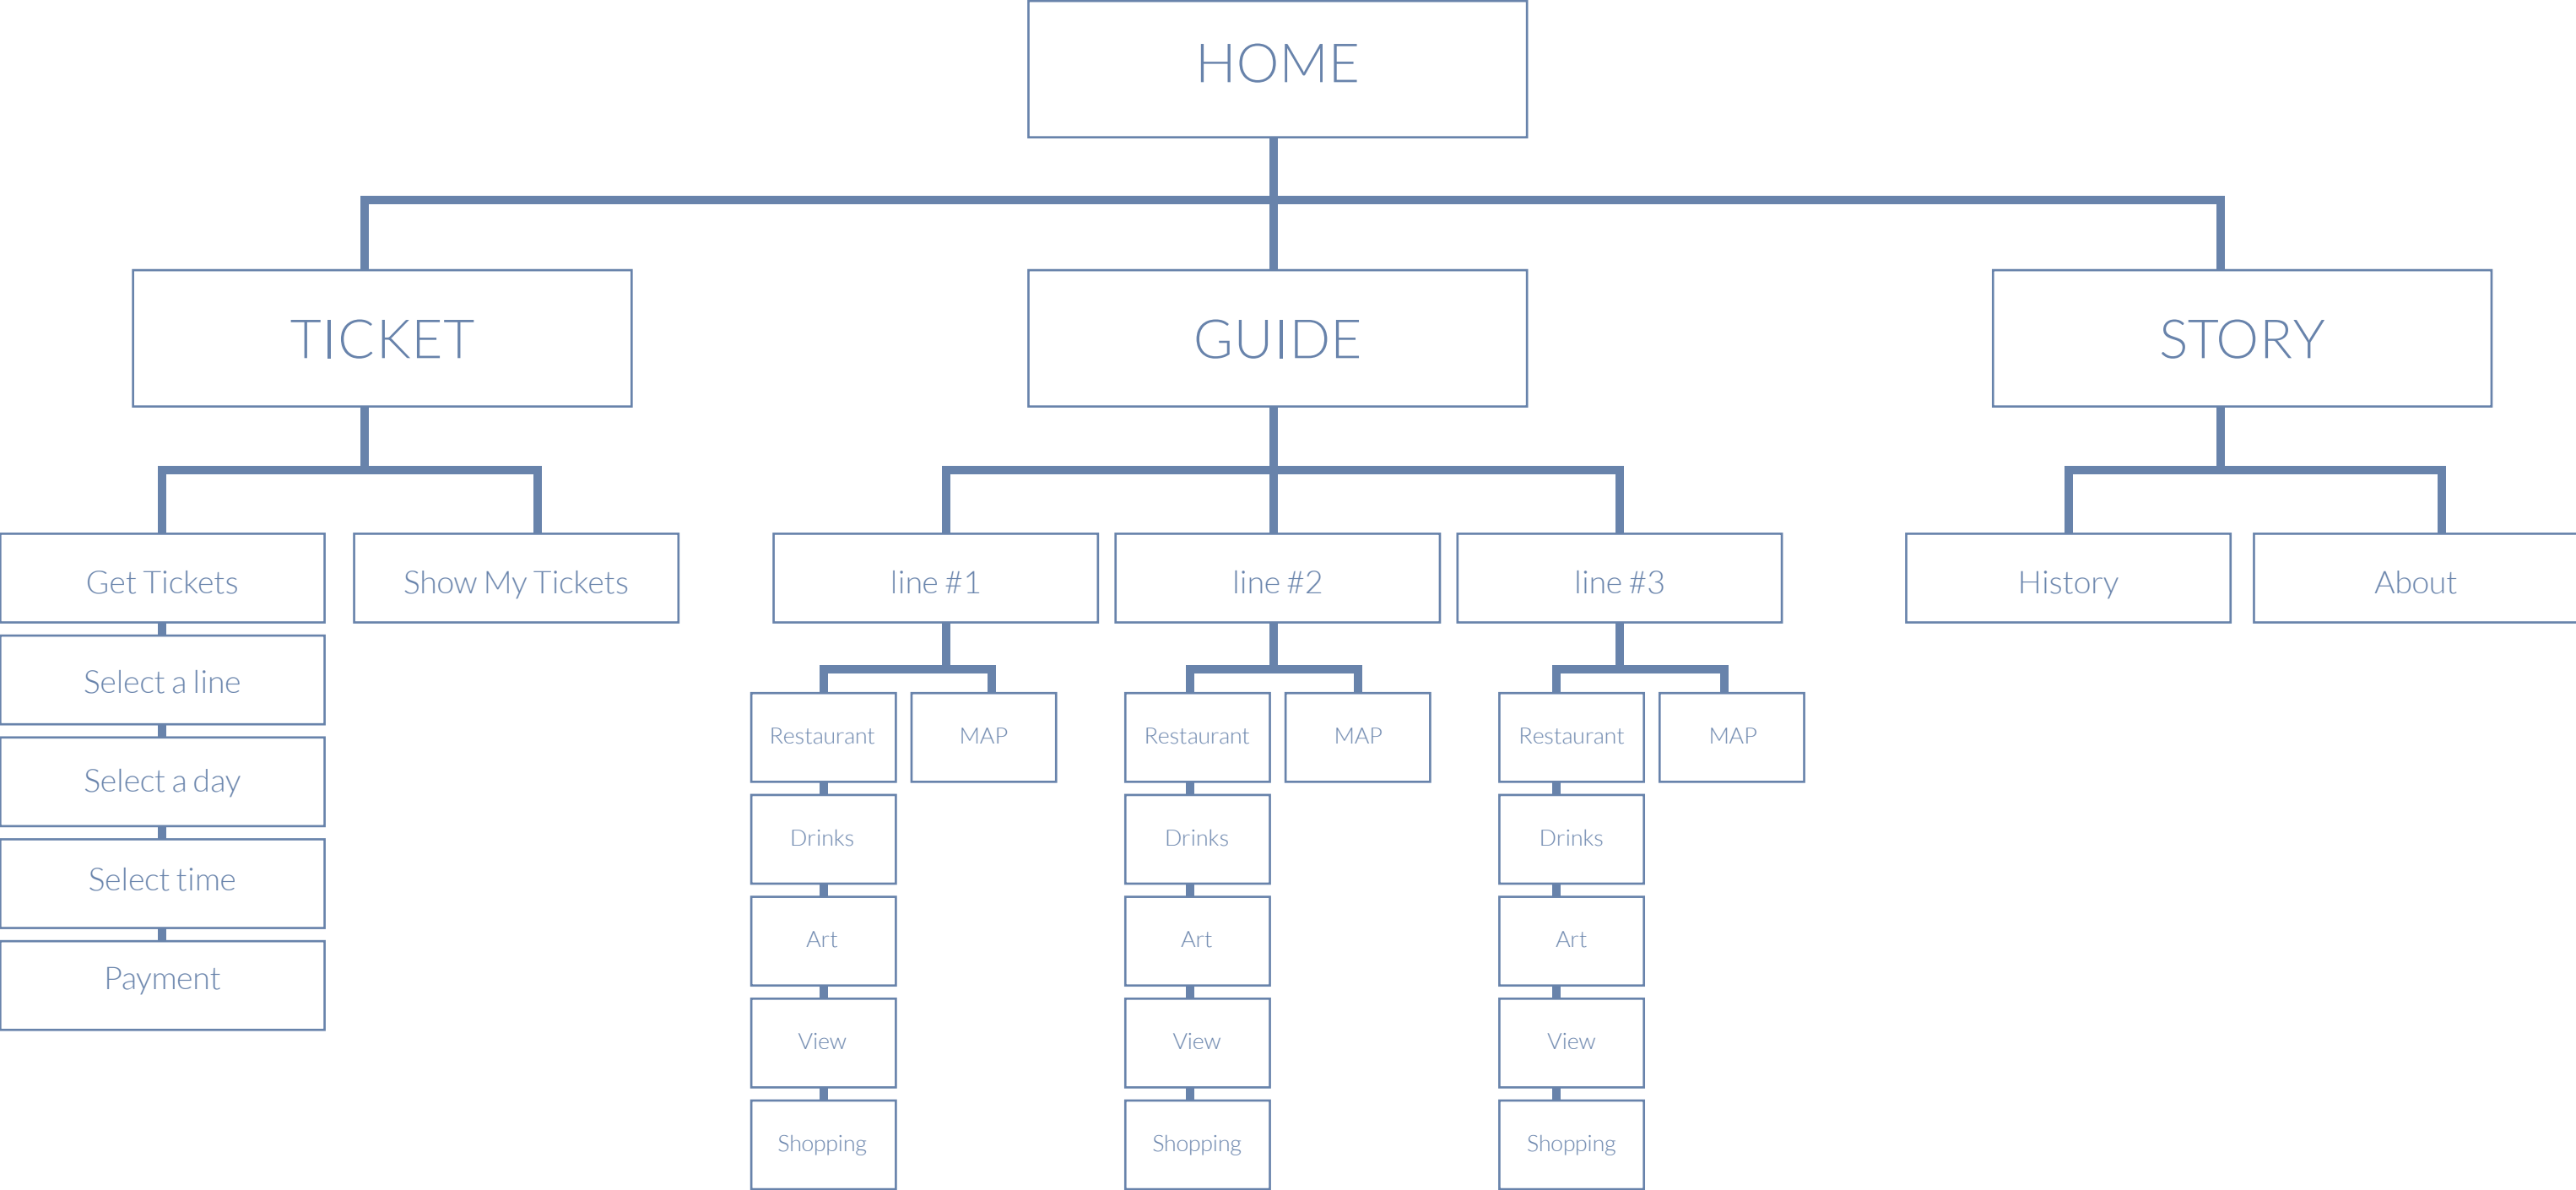 HOME
TICKET
GUIDE
STORY
Get Tickets
Show My Tickets
line #1
line #2
line #3
History
About
Select a line
Select a day
Select time
Payment
Restaurant
MAP
Restaurant
MAP
Restaurant
MAP
Drinks
Drinks
Drinks
Art
Art
Art
View
View
View
Shopping
Shopping
Shopping